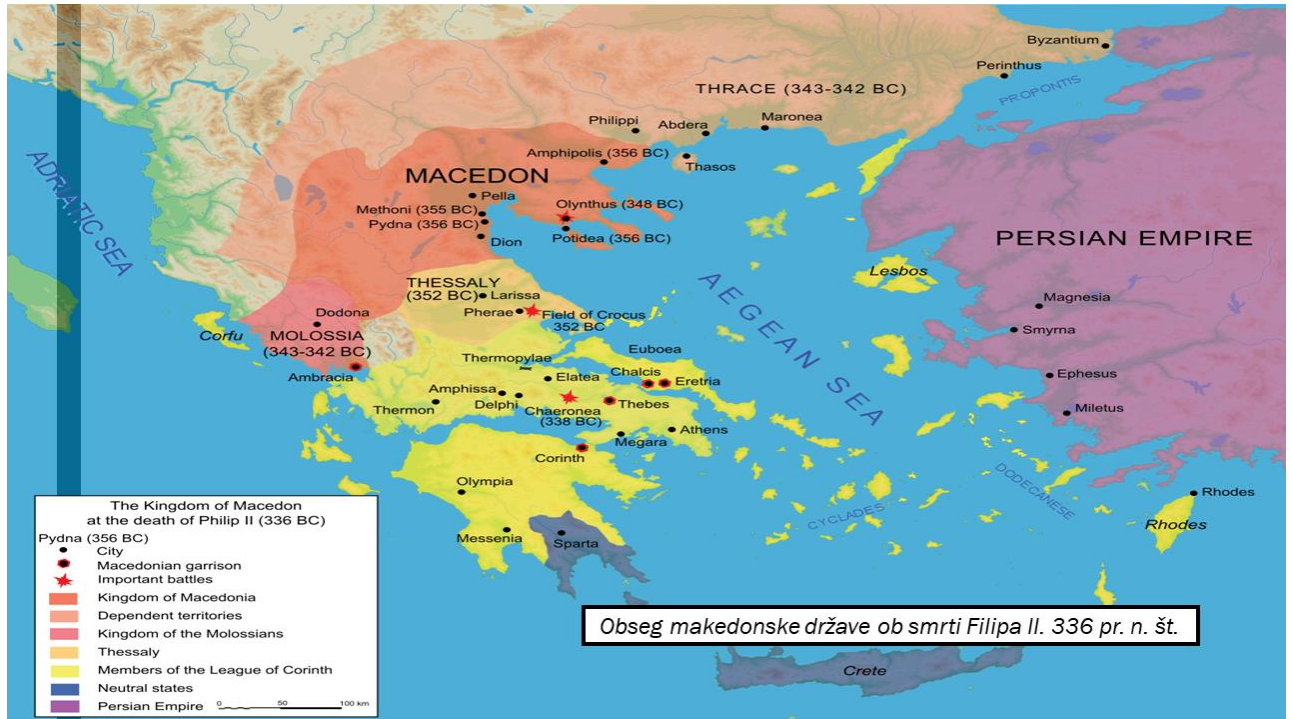 Byzantium
Perinthus
PROPONTIS
THRACE (343-342 BC)
Philippi
Abdera
Maronea
Amphipolis (356 BC)
Thasos
MACEDON
Pella
Olynthus (348 BC)
Methoni (355 BC)
Pydna (356 BC)
Potidea (356 BC)
Dion
ADRIATIC SEA
PERSIAN EMPIRE
THESSALY
(352 BC)
Larissa
Lesbos
AEGEAN SEA
Magnesia
Dodona
Pherae
Field of Crocus
352 BC
Smyrna
Corfu
MOLOSSIA
(343-342 BC)
Euboea
Thermopylae
Ambracia
Elatea
Chalcis
Eretria
Ephesus
Amphissa
Delphi
Thermon
Chaeronea
(338 BC)
Thebes
Miletus
Athens
Megara
Corinth
Olympia
DODECANESE
Rhodes
Rhodes
CYCLADES
Messenia
Sparta
The Kingdom of Macedon
at the death of Philip II (336 BC)
Pydna (356 BC)
City
Macedonian garrison
Important battles
Kingdom of Macedonia
Dependent territories
Kingdom of the Molossians
Thessaly
Members of the League of Corinth
Neutral states
Persian Empire
0 50 100 km
Obseg makedonske države ob smrti Filipa II. 336 pr. n. št.
Crete